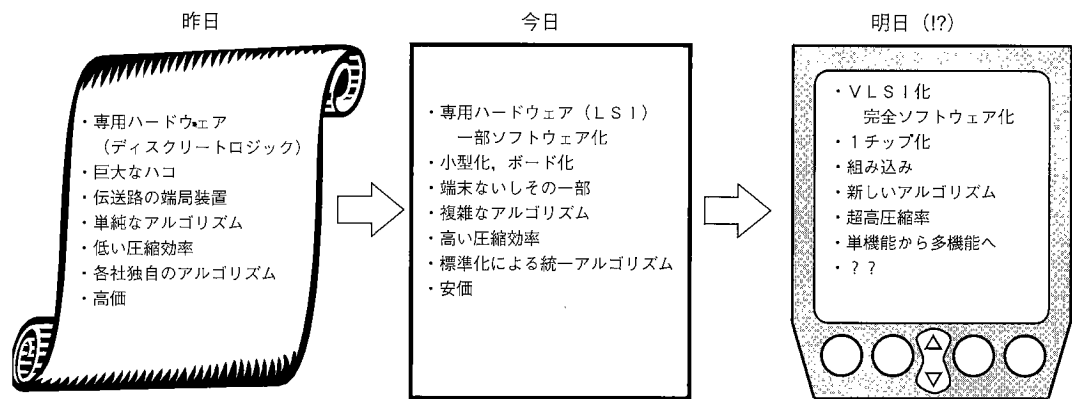 昨日
・専用ハードウェア
(ディスクリートロジック)
・巨大なハコ
・伝送路の端局装置
・単純なアルゴリズム
・低い圧縮効率
・各社独自のアルゴリズム
・高価
今日
・専用ハードウェア(LSI)
一部ソフトウェア化
・小型化,ボード化
・端末ないしその一部
・複雑なアルゴリズム
・高い圧縮効率
・標準化による統一アルゴリズム
・安価
明日(!?)
・VLSI化
完全ソフトウェア化
・1チップ化
・組み込み
・新しいアルゴリズム
・超高圧縮率
・単機能から多機能へ
・??